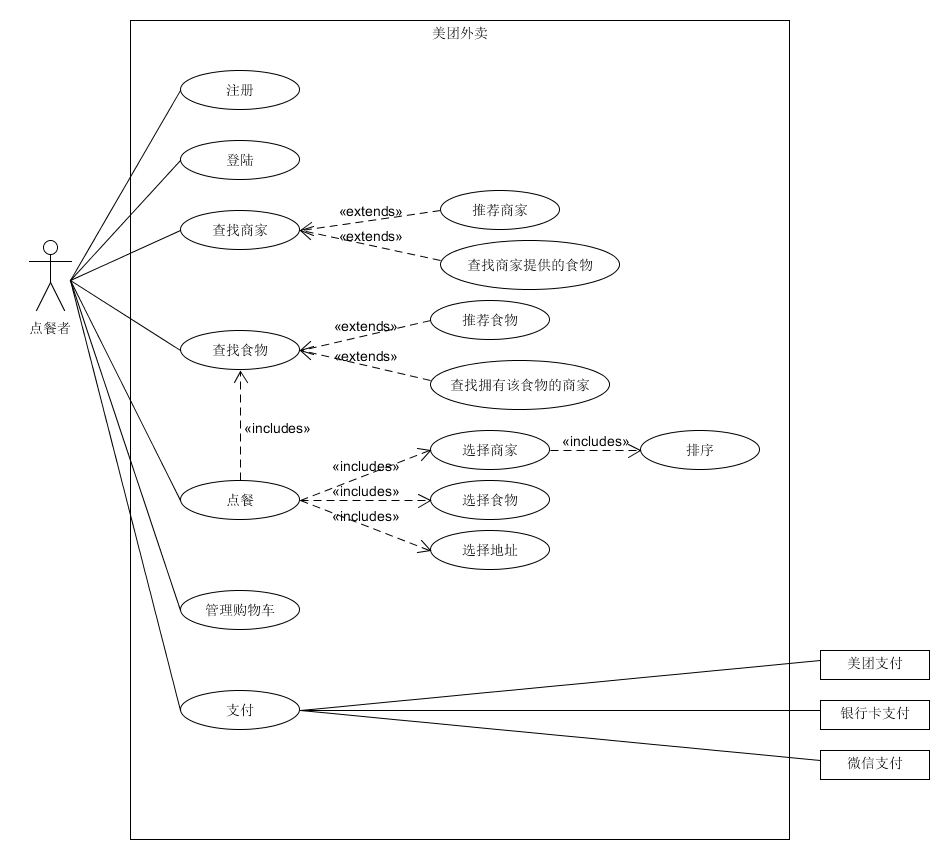 美团外卖
注册
登陆
«extends»
推荐商家
查找商家
«extends»
查找商家提供的食物
点餐者
«extends»
推荐食物
查找食物
«extends»
查找拥有该食物的商家
«includes»
选择商家
«includes»
排序
«includes»
点餐
«includes»
选择食物
«includes»
选择地址
管理购物车
支付
美团支付
银行卡支付
微信支付